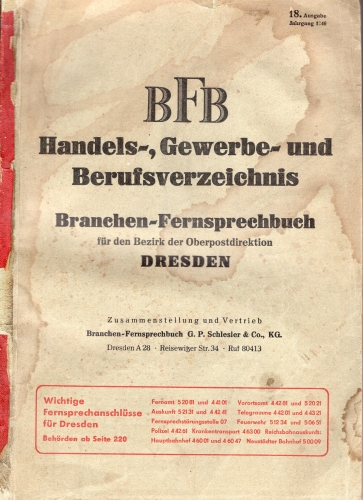 18. Ausgabe
BFB
Handels-, Gewerbe- und
Berufsverzeichnis
Branchen-Fernsprechbuch
für den Bezirk der Oberpostdirektion
DRESDEN
Zusammenstellung und Vertrieb
Branchen-Fernsprechbuch G. P. Schlesier & Co., KG.
Dresden A 28 · Reisewitzer Str. 34 · Ruf 80413
Wichtige
Fernsprechanschlüsse
für Dresden
Behörden ab Seite 220
Fernamt 5 20 01 und 4 41 01 · Vorortsamt 4 42 01 und 5 20 21
Auskunft 5 21 31 und 4 42 41 Telegramme 4 42 01 und 4 43 21
Fernsprechstörungsstelle 07 Feuerwehr 5 12 34 und 5 06 51
Polizei 4 42 61 Krankentransport 4 63 00 Reichsbahnauskunft:
Hauptbahnhof 4 60 01 und 4 60 47 Neustädter Bahnhof 5 00 09